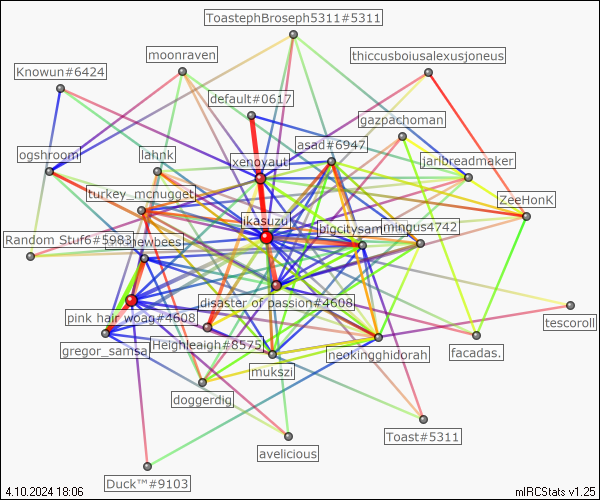 ToastephBroseph5311#5311
moonraven
thiccusboiusalexusjoneus
Knowun#6424
default#0617
gazpachoman
asad#6947
ogshroom
lahnk
xenoyaut
jarlbreadmaker
turkey_mcnugget
ZeeHonK
ikasuzu
bigcitysam
mingus4742
Random Stuff6#5983
newbees
disaster of passion#4608
pink hair woag#4608
tescoroll
gregor_samsa
Heighleaigh#8575
neokingghidorah
facadas.
mukszi
doggerdig
Toast#5311
avelicious
Duck™#9103
4.10.2024 18:06
mIRCStats v1.25